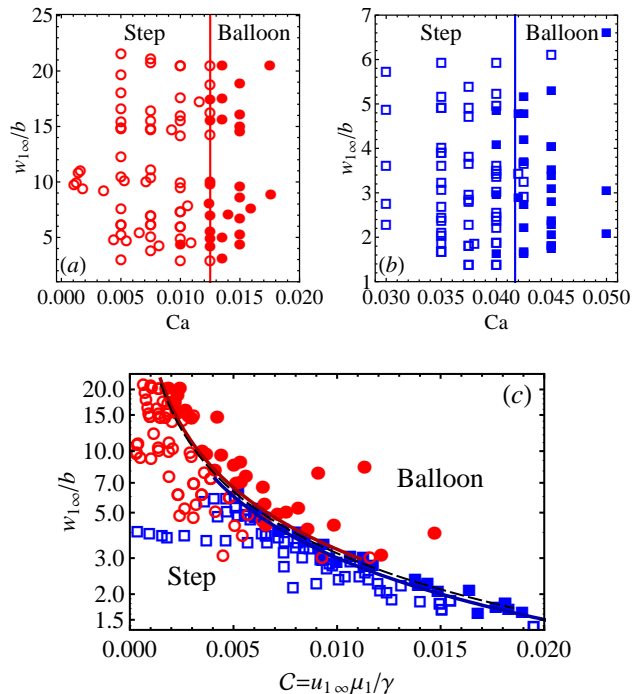 Step Balloon
25
20
15
10
5
w1∞/b
(a)
0.000 0.005 0.010 0.015 0.020
Ca
Step Balloon
7
6
5
4
3
2
1
w1∞/b
(b)
0.030 0.035 0.040 0.045 0.050
Ca
(c)
20.0
15.0
10.0
7.0
5.0
3.0
2.0
1.5
w1∞/b
Balloon
Step
0.000 0.005 0.010 0.015 0.020
C=u1∞μ1/γ